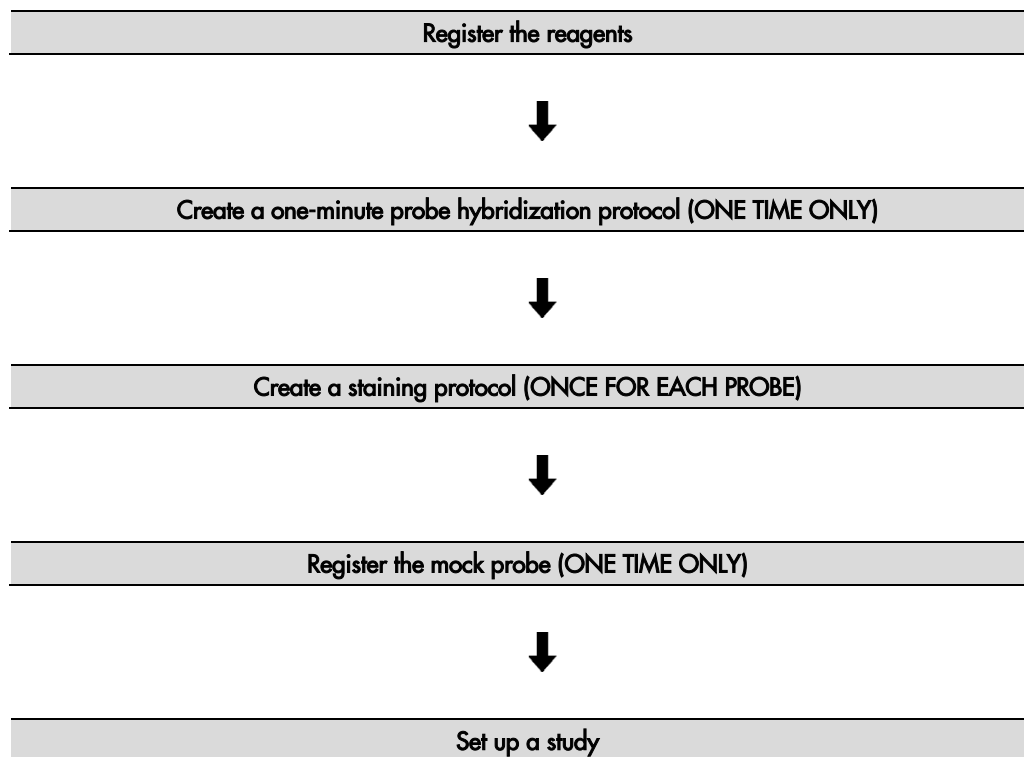 Register the reagents
Create a one-minute probe hybridization protocol (ONE TIME ONLY)
Create a staining protocol (ONCE FOR EACH PROBE)
Register the mock probe (ONE TIME ONLY)
Set up a study